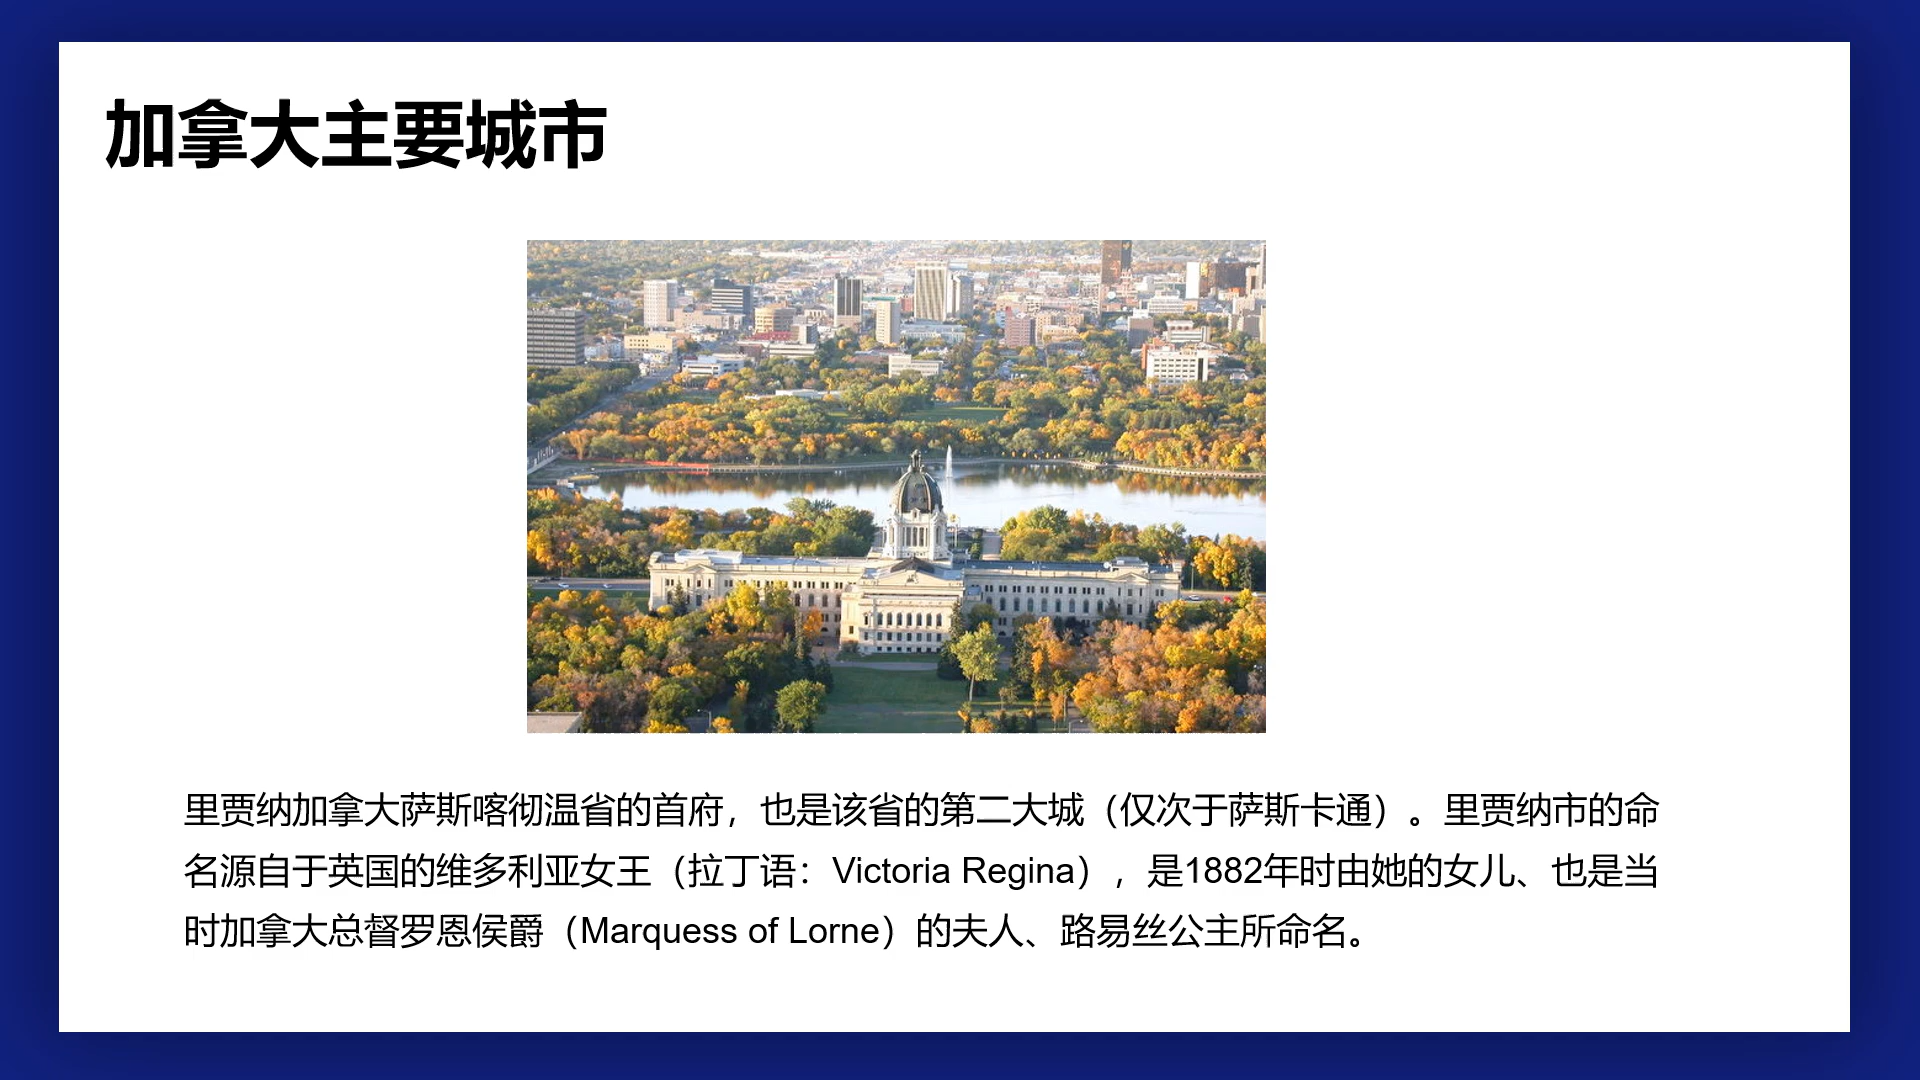 加拿大主要城市
里贾纳加拿大萨斯喀彻温省的首府，也是该省的第二大城（仅次于萨斯卡通）。里贾纳市的命
名源自于英国的维多利亚女王（拉丁语：Victoria Regina），是1882年时由她的女儿、也是当
时加拿大总督罗恩侯爵（Marquess of Lorne）的夫人、路易丝公主所命名。